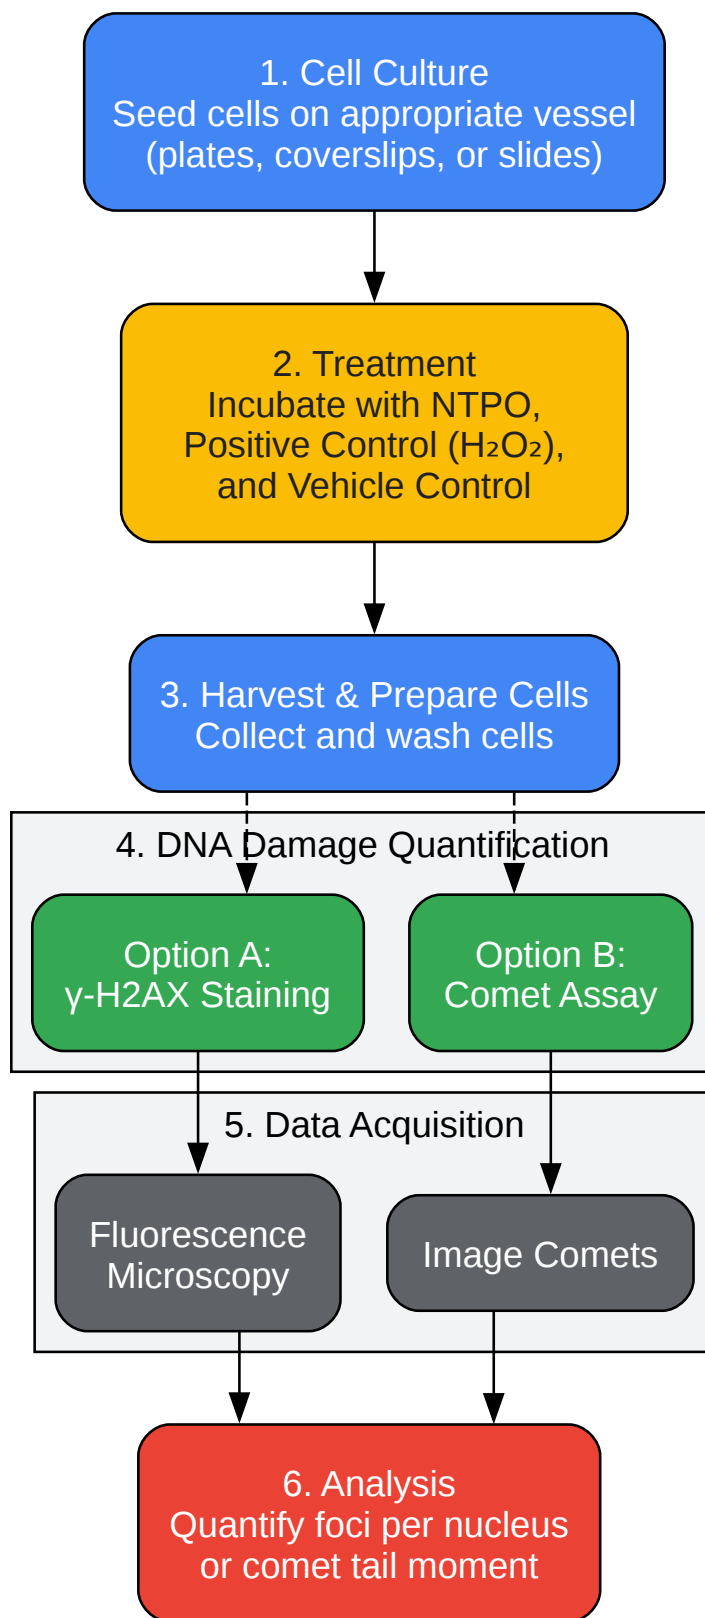 1. Cell Culture
Seed cells on appropriate vessel
(plates, coverslips, or slides)
2. Treatment
Incubate with NTPO,
Positive Control (H₂O₂),
and Vehicle Control
3. Harvest & Prepare Cells
Collect and wash cells
4. DNA Damage Quantification
Option A:
γ-H2AX Staining
Option B:
Comet Assay
5. Data Acquisition
Fluorescence
Microscopy
Image Comets
6. Analysis
Quantify foci per nucleus
or comet tail moment